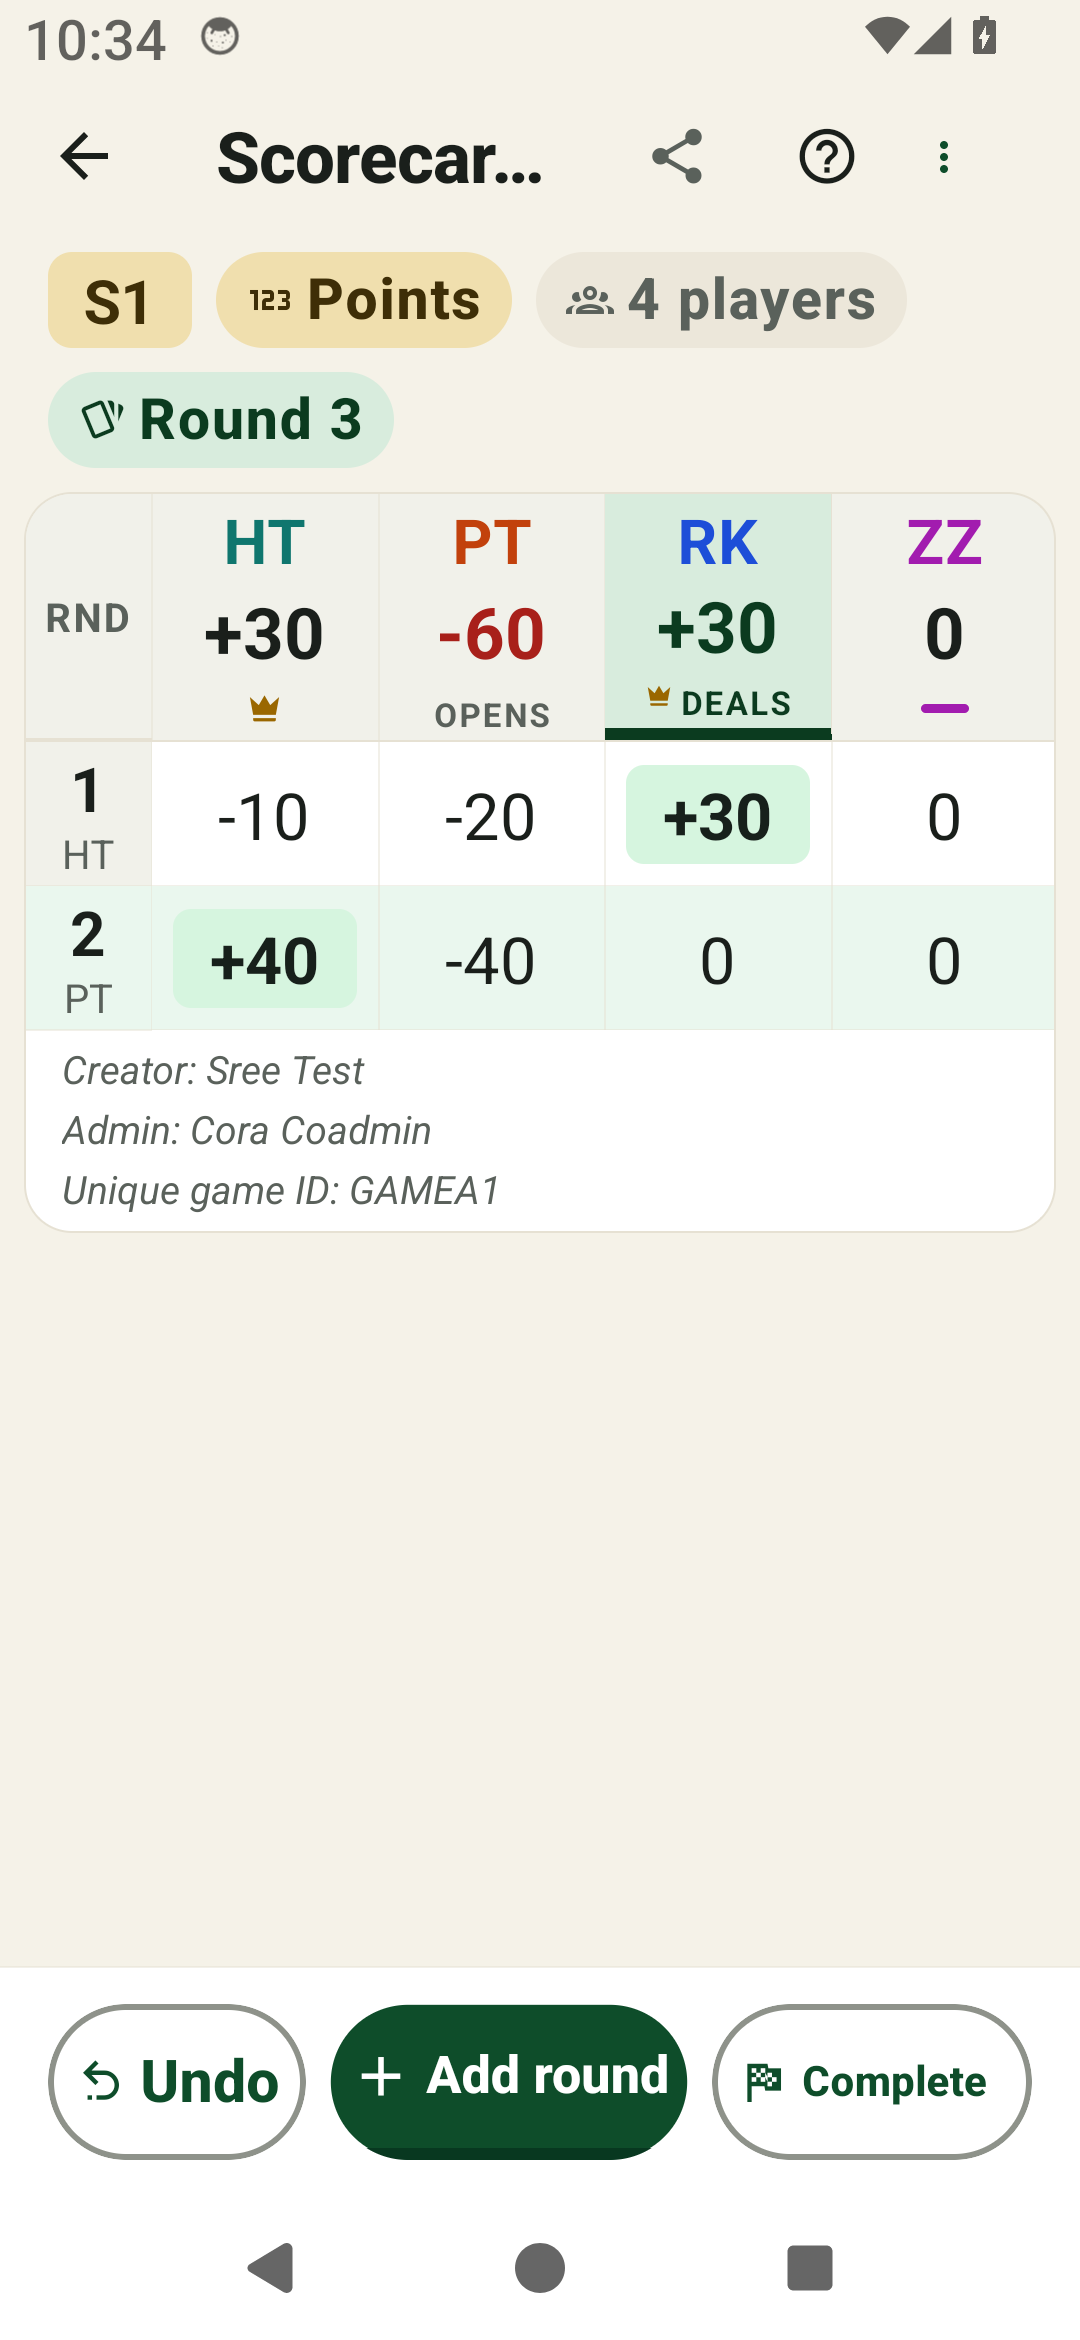 10:34
Scorecar...
S1 123 Points 4 players
Round 3
RND HT PT RK ZZ
+30 -60 +30 0
OPENS DEALS
1 -10 -20 +30 0
HT
2 +40 -40 0 0
PT
Creator: Sree Test
Admin: Cora Coadmin
Unique game ID: GAMEA1
Undo + Add round Complete